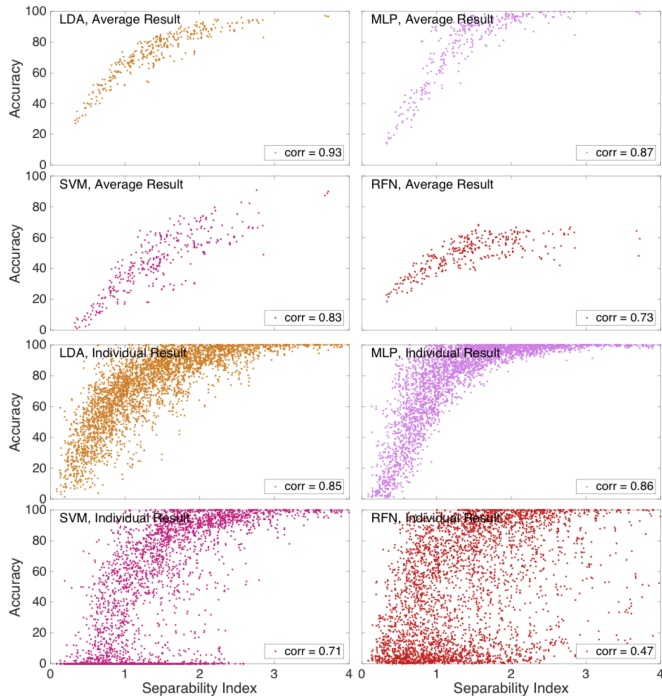 LDA, Average Result
MLP, Average Result
100
80
60
40
20
0
Accuracy
corr = 0.93
corr = 0.87
SVM, Average Result
RFN, Average Result
100
80
60
40
20
0
Accuracy
corr = 0.83
corr = 0.73
LDA, Individual Result
MLP, Individual Result
100
80
60
40
20
0
Accuracy
corr = 0.85
corr = 0.86
SVM, Individual Result
RFN, Individual Result
100
80
60
40
20
0
Accuracy
corr = 0.71
corr = 0.47
0 1 2 3 4 0 1 2 3 4
Separability Index
Separability Index